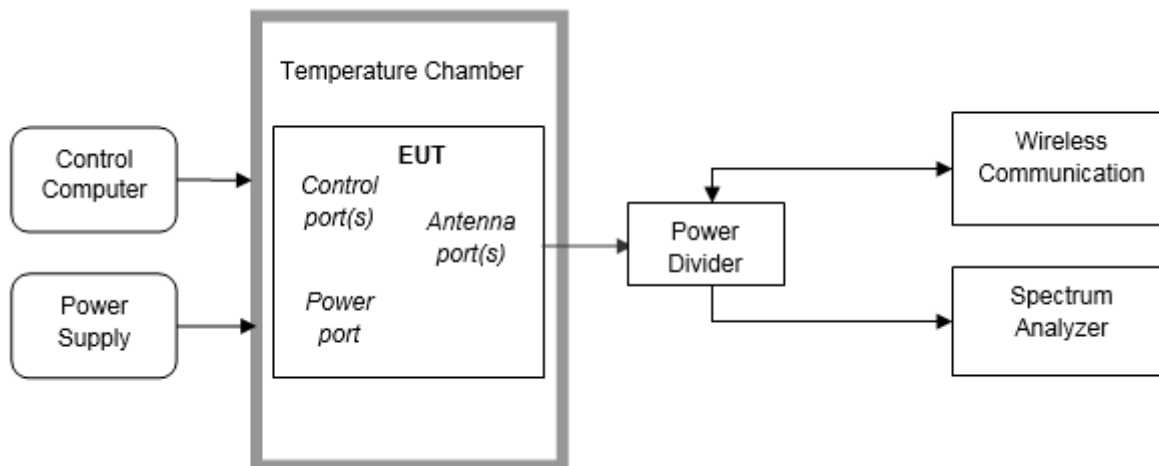 Temperature Chamber
Control
Computer
EUT
Control
port(s)
Antenna
port(s)
Power
port
Power
Supply
Power
Divider
Wireless
Communication
Spectrum
Analyzer